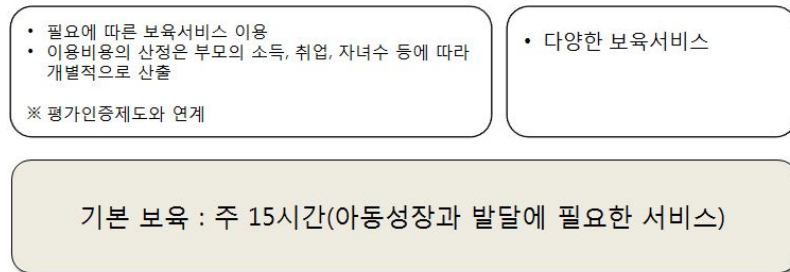 • 필요에 따른 보육서비스 이용
• 이용비용의 산정은 부모의 소득, 취업, 자녀수 등에 따라
개별적으로 산출
※ 평가인증제도와 연계
• 다양한 보육서비스
기본 보육 : 주 15시간(아동성장과 발달에 필요한 서비스)